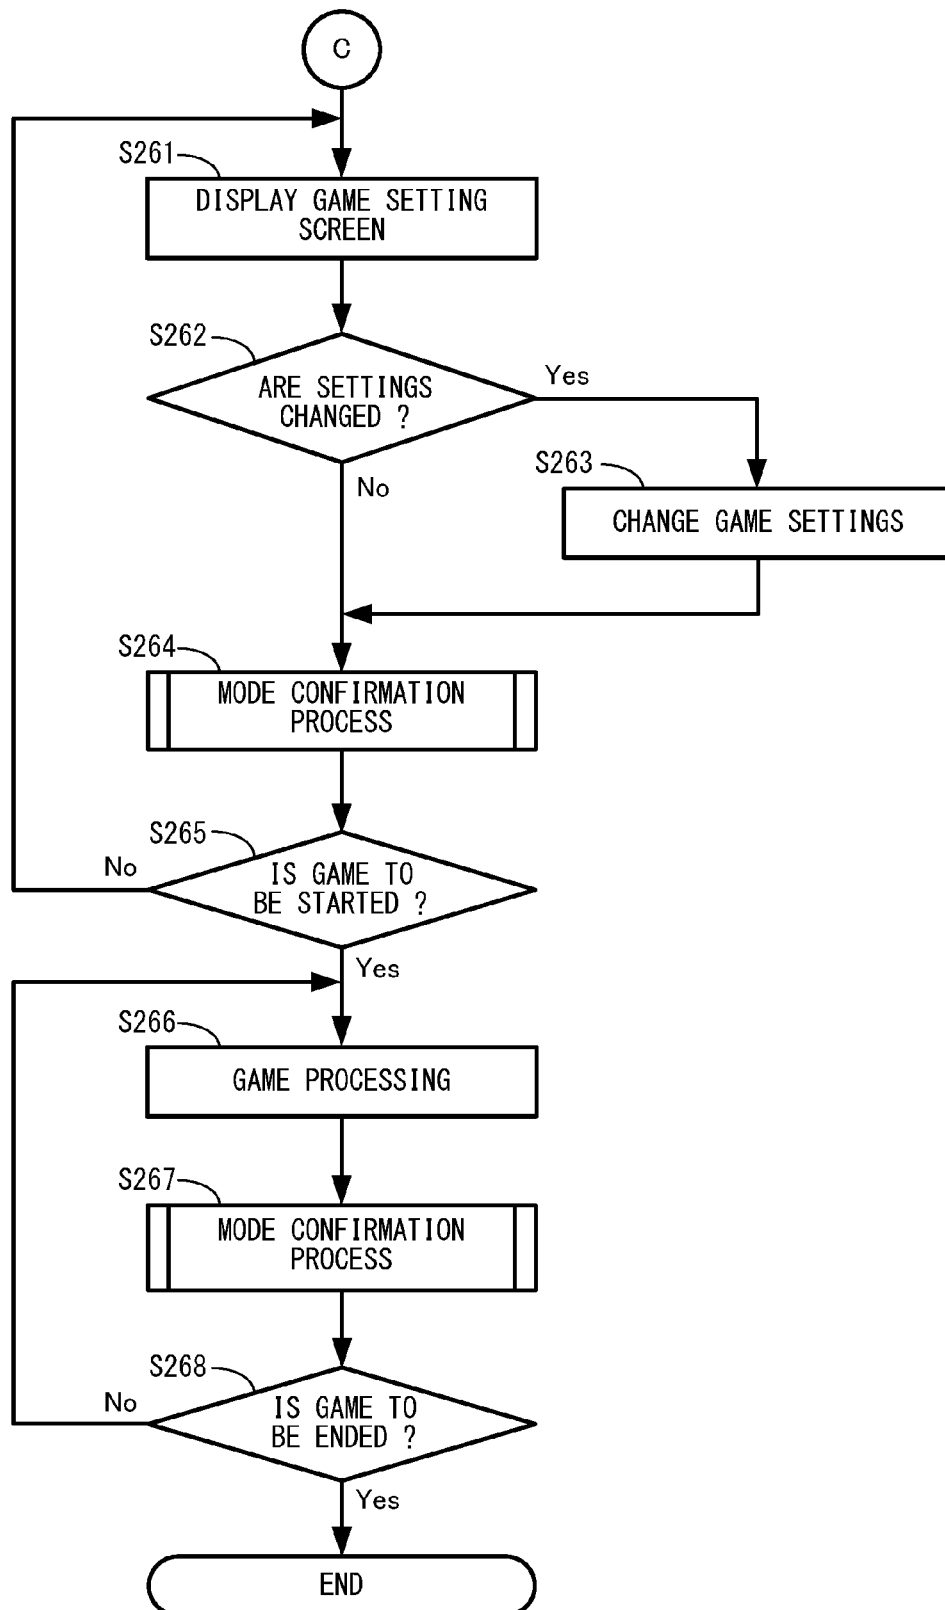 C
S261
DISPLAY GAME SETTING
SCREEN
S262
ARE SETTINGS
CHANGED ?
Yes
No
S263
CHANGE GAME SETTINGS
S264
MODE CONFIRMATION
PROCESS
S265
No
IS GAME TO
BE STARTED ?
Yes
S266
GAME PROCESSING
S267
MODE CONFIRMATION
PROCESS
S268
No
IS GAME TO
BE ENDED ?
Yes
END